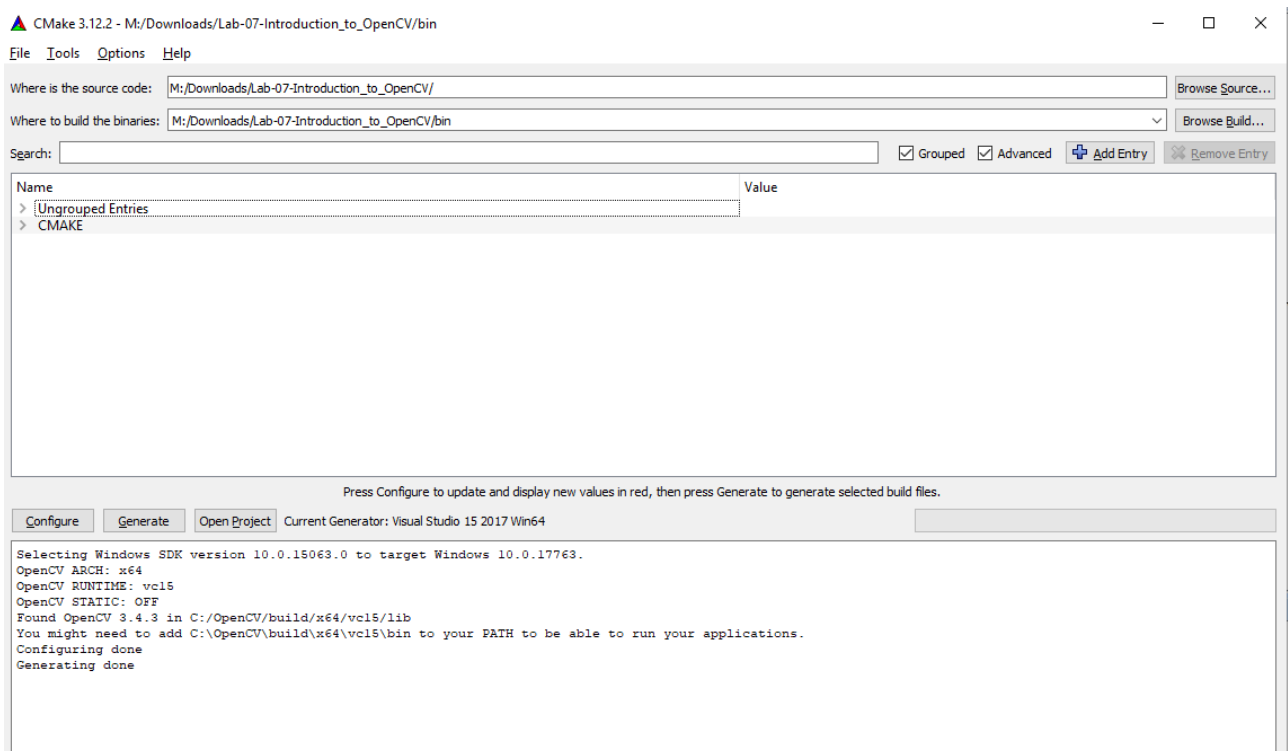 CMake 3.12.2 - M:/Downloads/Lab-07-Introduction_to_OpenCV/bin
File Tools Options Help
Where is the source code: M:/Downloads/Lab-07-Introduction_to_OpenCV/ Browse Source...
Where to build the binaries: M:/Downloads/Lab-07-Introduction_to_OpenCV/bin Browse Build...
Search: Grouped Advanced Add Entry Remove Entry
Name Value
Ungrouped Entries
CMAKE
Press Configure to update and display new values in red, then press Generate to generate selected build files.
Configure Generate Open Project Current Generator: Visual Studio 15 2017 Win64
Selecting Windows SDK version 10.0.15063.0 to target Windows 10.0.17763.
OpenCV ARCH: x64
OpenCV RUNTIME: vc15
OpenCV STATIC: OFF
Found OpenCV 3.4.3 in C:/OpenCV/build/x64/vc15/lib
You might need to add C:\OpenCV\build\x64\vc15\bin to your PATH to be able to run your applications.
Configuring done
Generating done